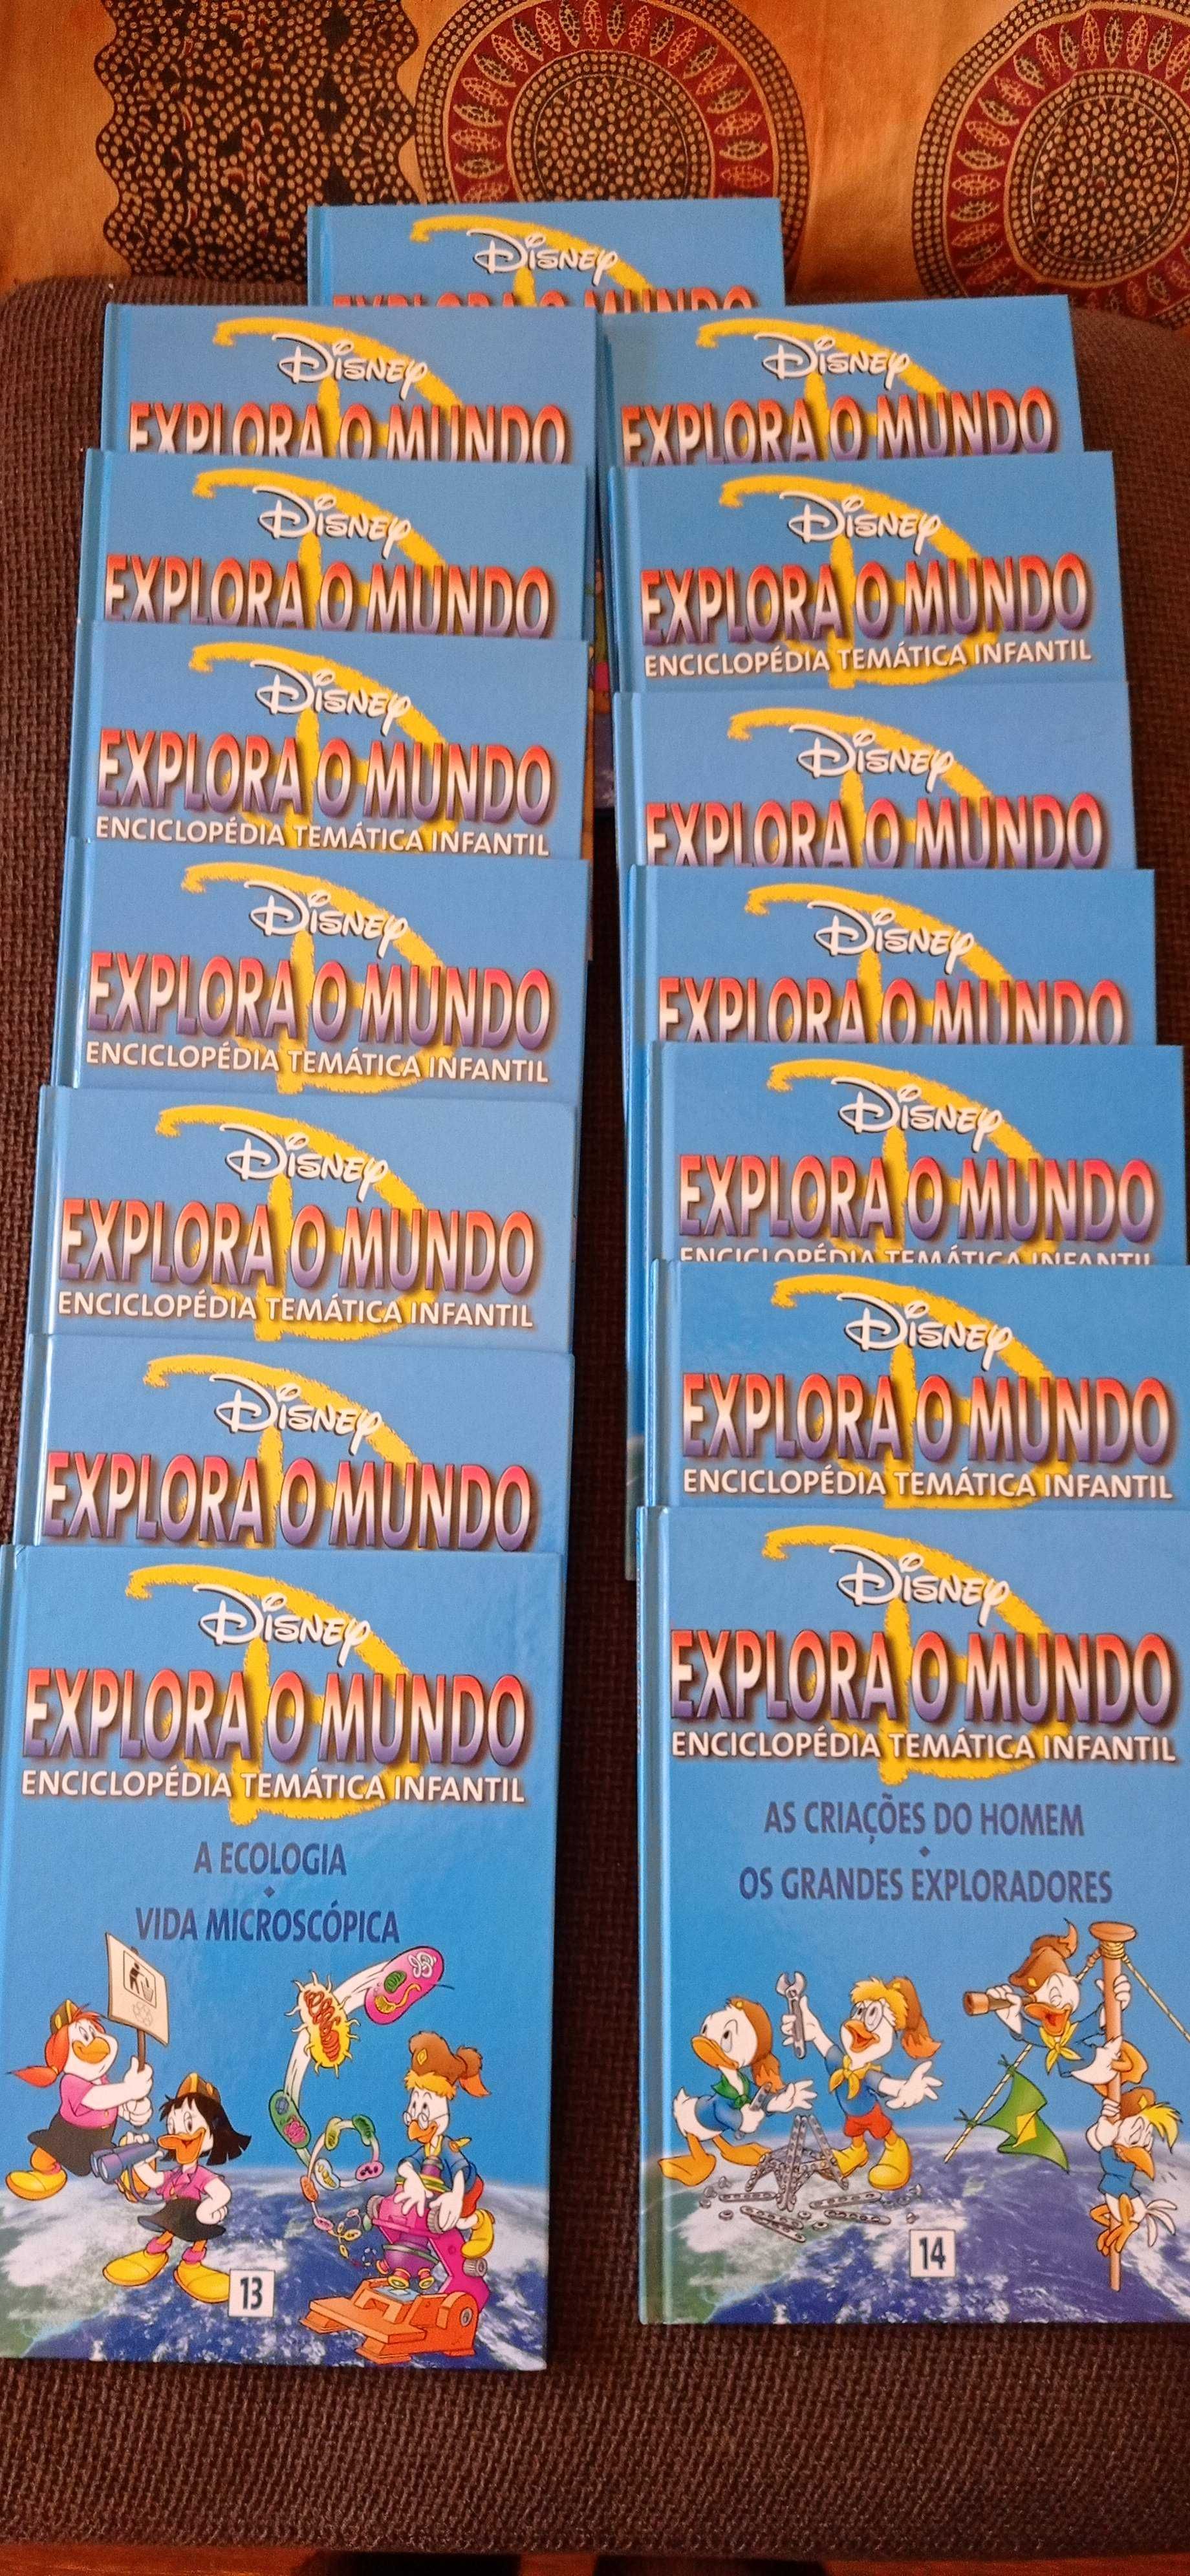 Disney
EXPLORA O MUNDO
Disney
EXPLORA O MUNDO
Disney
EXPLORA O MUNDO
Disney
EXPLORA O MUNDO
Disney
EXPLORA O MUNDO
ENCICLOPÉDIA TEMÁTICA INFANTIL
Disney
EXPLORA O MUNDO
ENCICLOPÉDIA TEMÁTICA INFANTIL
Disney
EXPLORA O MUNDO
Disney
EXPLORA O MUNDO
ENCICLOPÉDIA TEMÁTICA INFANTIL
Disney
EXPLORA O MUNDO
Disney
EXPLORA O MUNDO
ENCICLOPÉDIA TEMÁTICA INFANTIL
Disney
EXPLORA O MUNDO
ENCICLOPÉDIA TEMÁTICA INFANTIL
Disney
EXPLORA O MUNDO
Disney
EXPLORA O MUNDO
ENCICLOPÉDIA TEMÁTICA INFANTIL
Disney
EXPLORA O MUNDO
ENCICLOPÉDIA TEMÁTICA INFANTIL
A ECOLOGIA
VIDA MICROSCÓPICA
13
Disney
EXPLORA O MUNDO
ENCICLOPÉDIA TEMÁTICA INFANTIL
AS CRIAÇÕES DO HOMEM
OS GRANDES EXPLORADORES
14